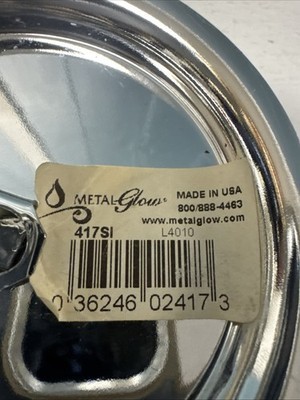 METAL Glow®
MADE IN USA
800/888-4463
www.metalglow.com
417SI L4010
0 36246 02417 3